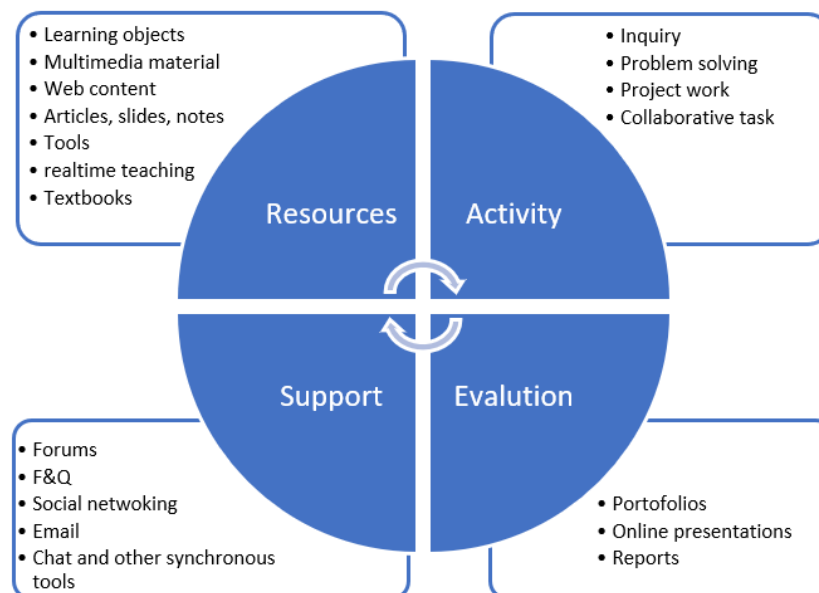 • Learning objects
• Multimedia material
• Web content
• Articles, slides, notes
• Tools
• realtime teaching
• Textbooks
• Inquiry
• Problem solving
• Project work
• Collaborative task
Resources
Activity
Support
Evalution
• Forums
• F&Q
• Social netwoking
• Email
• Chat and other synchronous
tools
• Portofolios
• Online presentations
• Reports